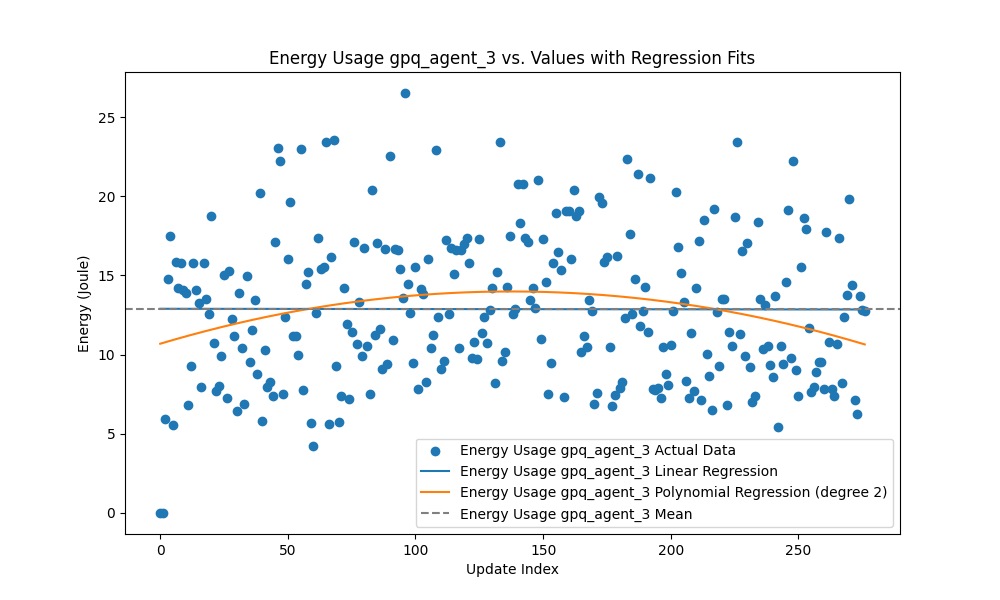 Energy Usage gpq_agent_3 vs. Values with Regression Fits
Energy (Joule)
25
20
15
10
5
0
0 50 100 150 200 250
Update Index
Energy Usage gpq_agent_3 Actual Data
Energy Usage gpq_agent_3 Linear Regression
Energy Usage gpq_agent_3 Polynomial Regression (degree 2)
Energy Usage gpq_agent_3 Mean